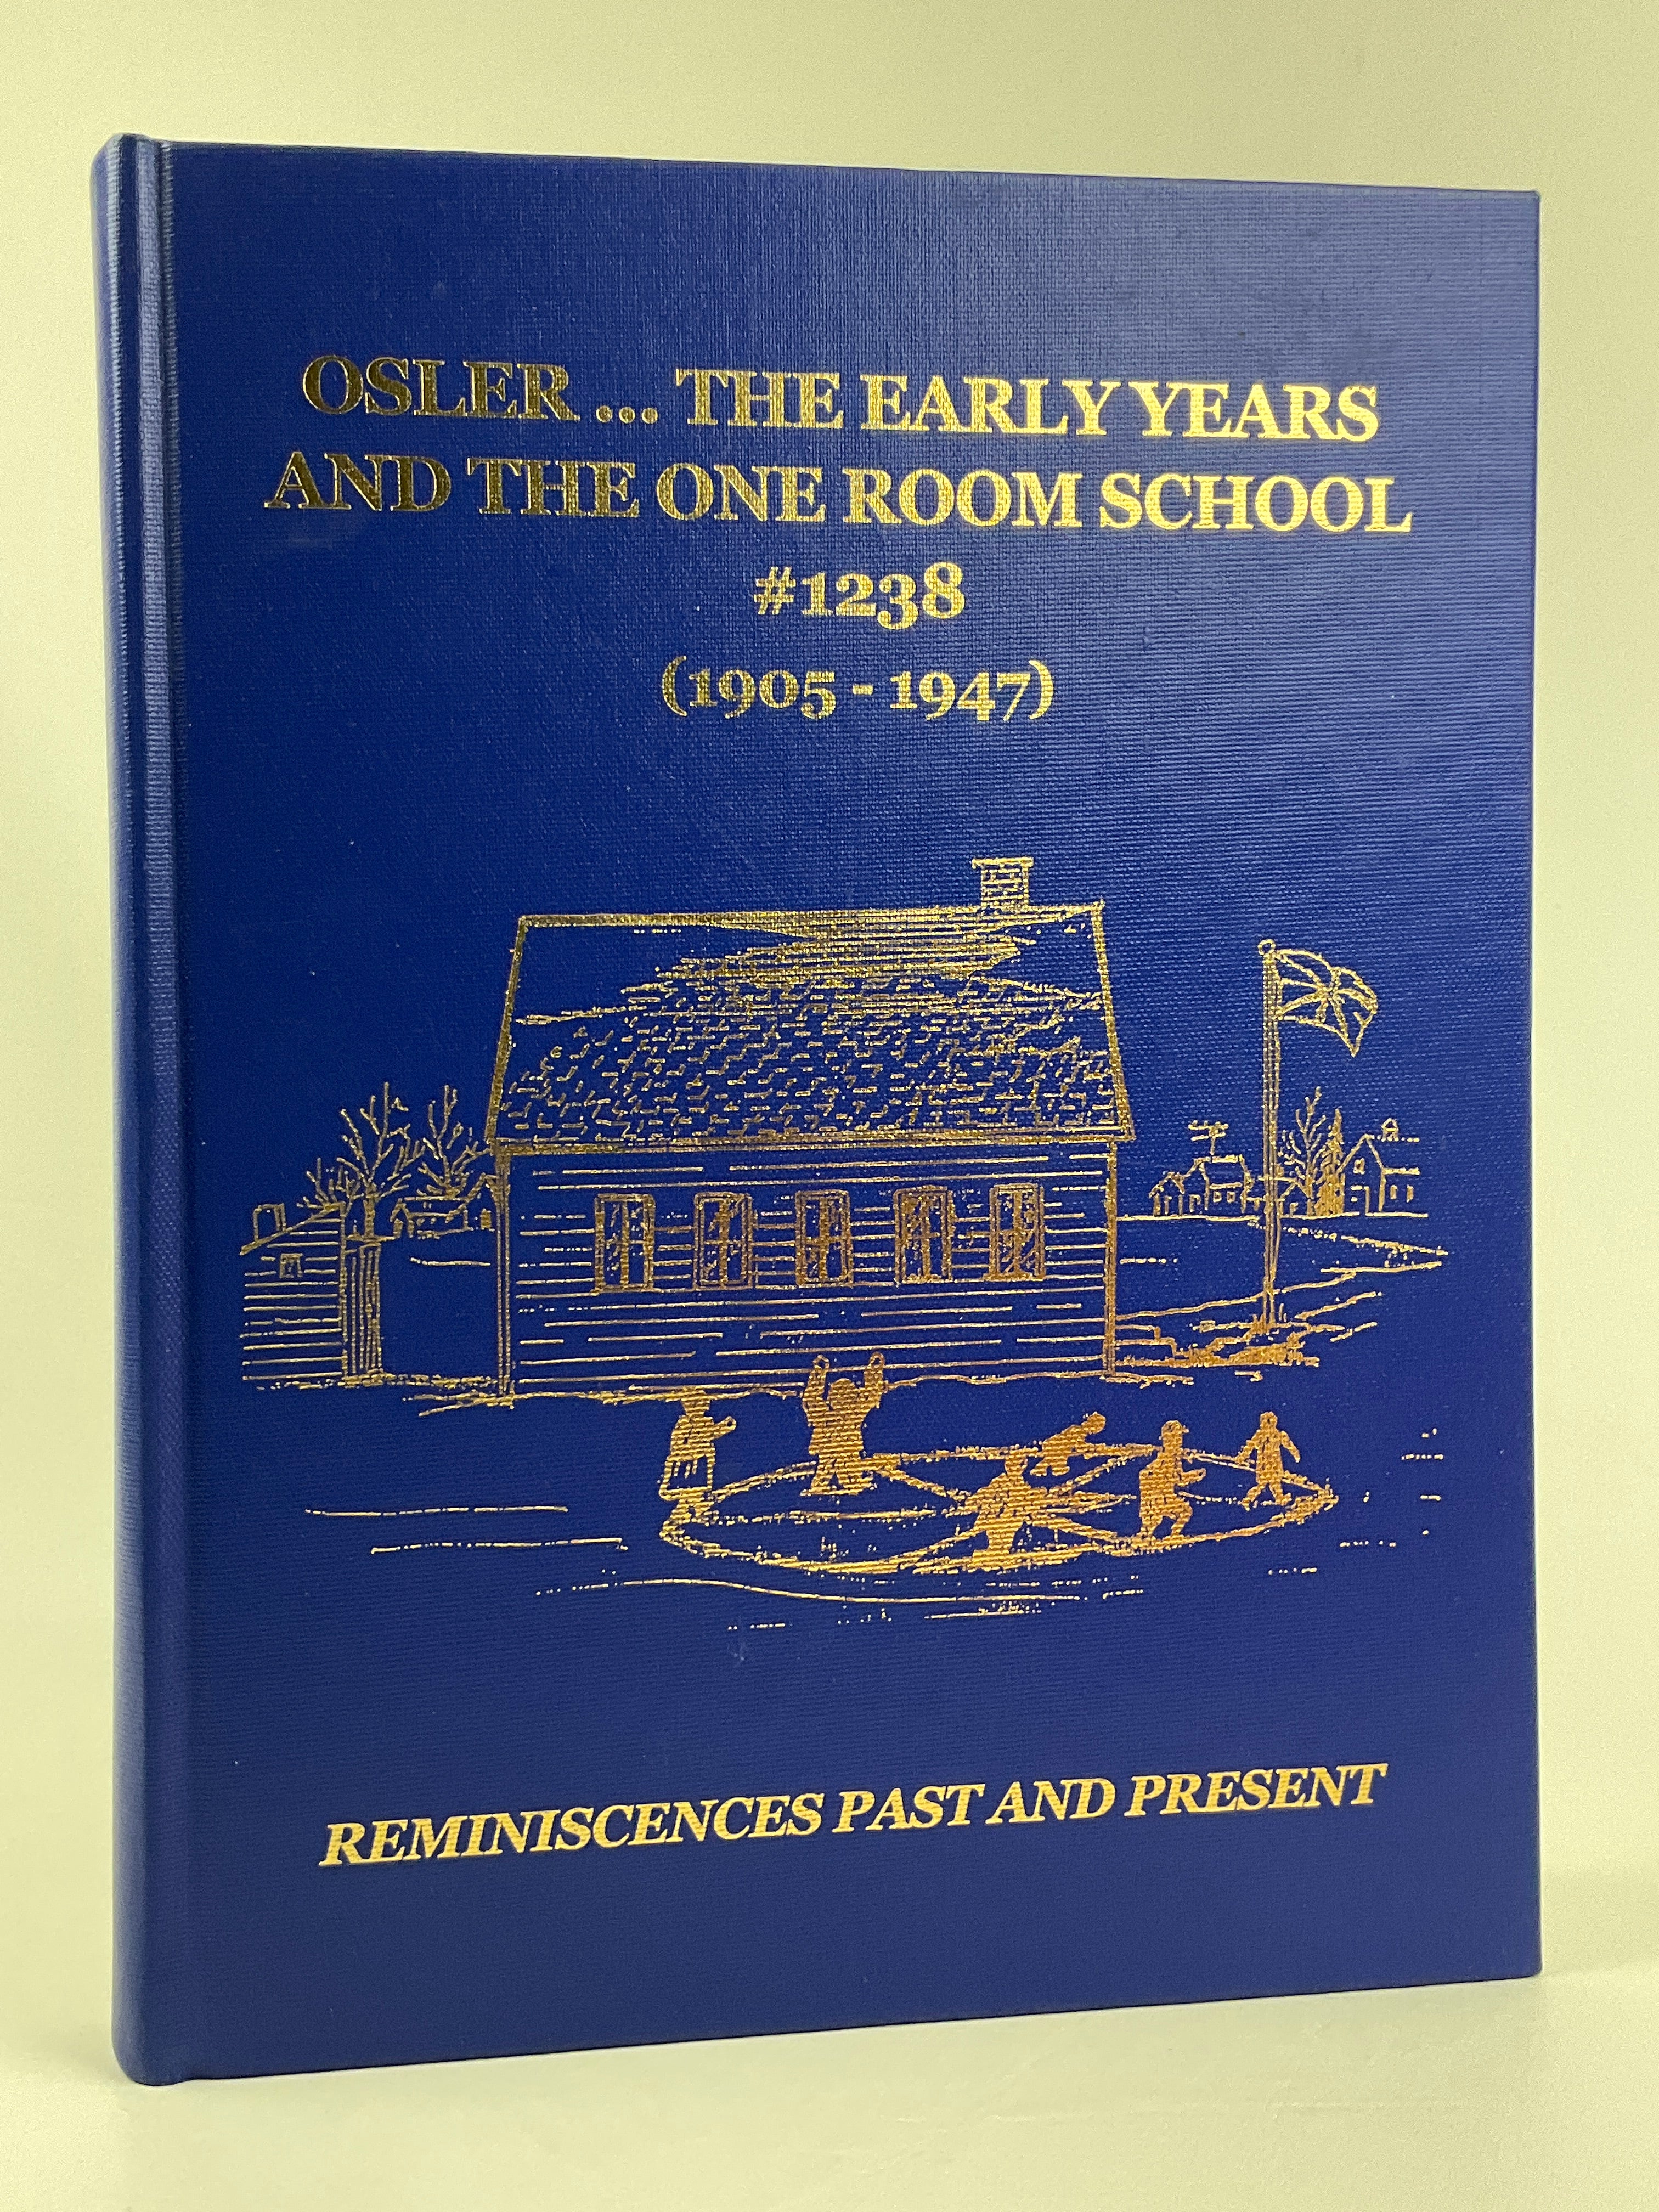 OSLER ... THE EARLY YEARS
AND THE ONE ROOM SCHOOL
#1238
(1905 - 1947)
REMINISCENCES PAST AND PRESENT